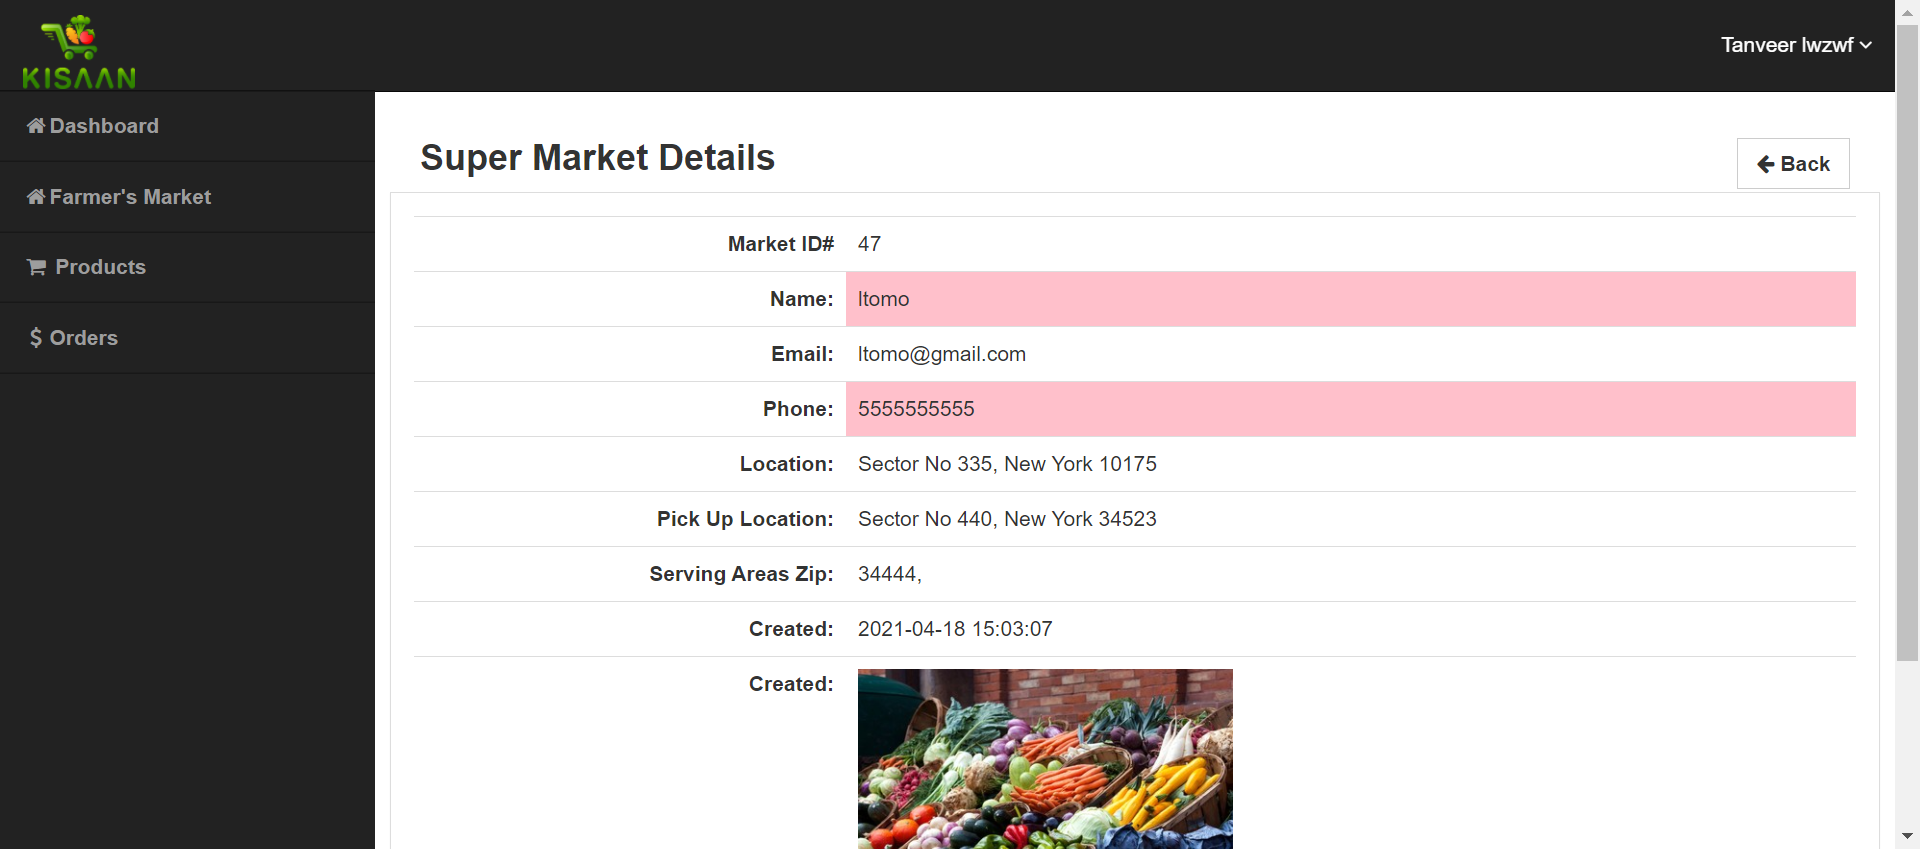 KISAAN
Tanveer lwzwf
Dashboard
Farmer's Market
Products
Orders
Super Market Details
Back
Market ID# 47
Name: ltomo
Email: ltomo@gmail.com
Phone: 5555555555
Location: Sector No 335, New York 10175
Pick Up Location: Sector No 440, New York 34523
Serving Areas Zip: 34444,
Created: 2021-04-18 15:03:07
Created: